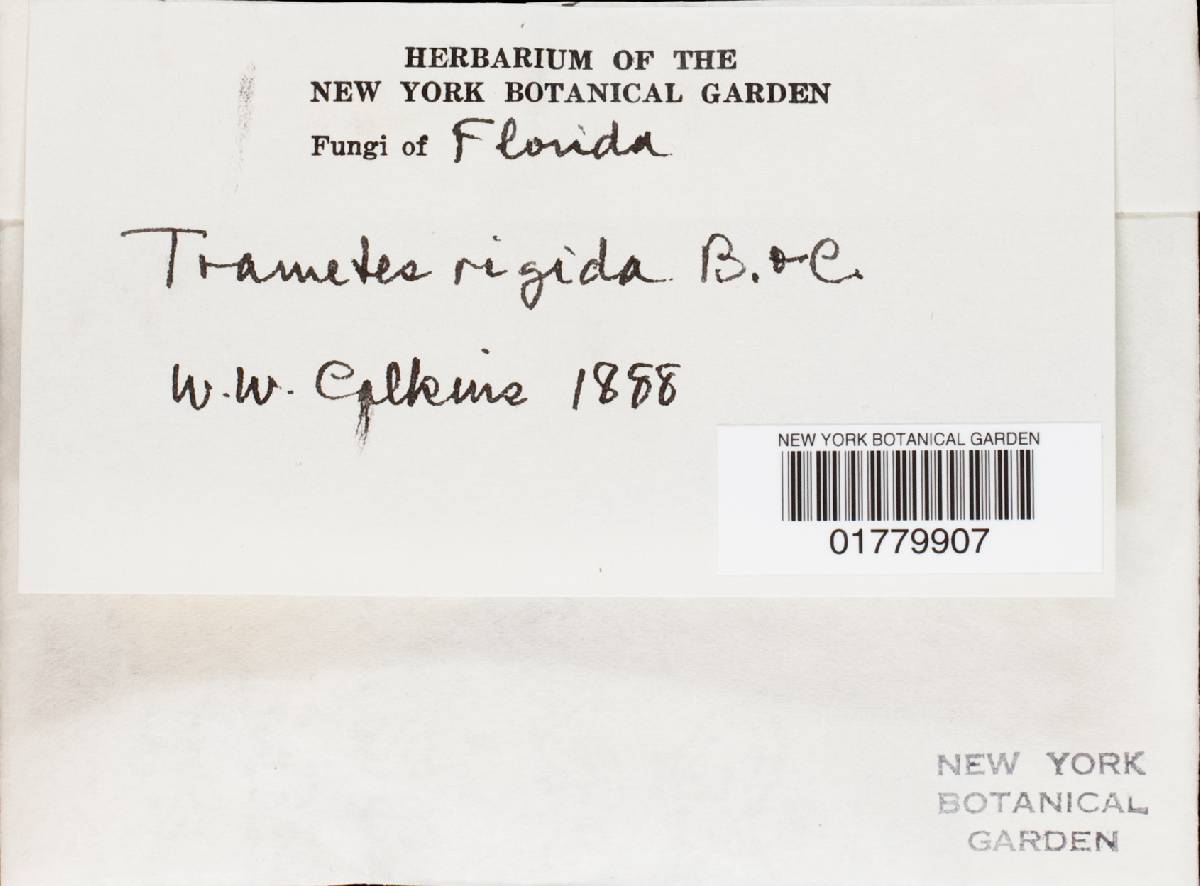 HERBARIUM OF THE
NEW YORK BOTANICAL GARDEN
Fungi of Florida
Trametes rigida B. & C.
W. W. Calkins 1888
NEW YORK BOTANICAL GARDEN
01779907
NEW YORK
BOTANICAL
GARDEN